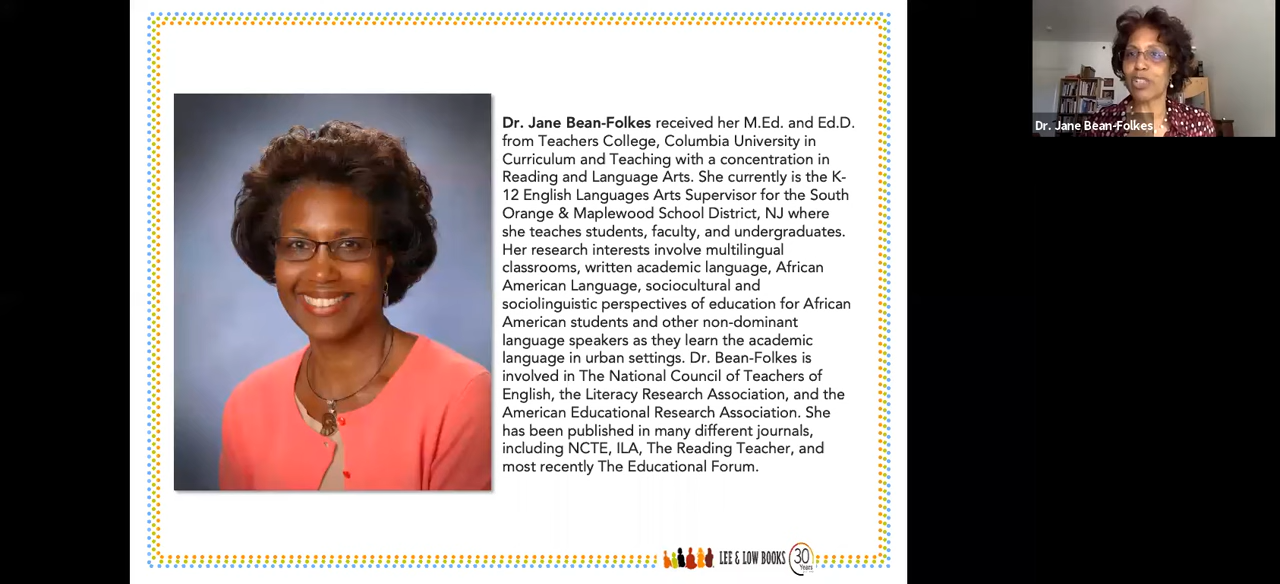 Dr. Jane Bean-Folkes received her M.Ed. and Ed.D.
from Teachers College, Columbia University in
Curriculum and Teaching with a concentration in
Reading and Language Arts. She currently is the K-
12 English Languages Arts Supervisor for the South
Orange & Maplewood School District, NJ where
she teaches students, faculty, and undergraduates.
Her research interests involve multilingual
classrooms, written academic language, African
American Language, sociocultural and
sociolinguistic perspectives of education for African
American students and other non-dominant
language speakers as they learn the academic
language in urban settings. Dr. Bean-Folkes is
involved in The National Council of Teachers of
English, the Literacy Research Association, and the
American Educational Research Association. She
has been published in many different journals,
including NCTE, ILA, The Reading Teacher, and
most recently The Educational Forum.
Dr. Jane Bean-Folkes
LEE & LOW BOOKS
30
Years